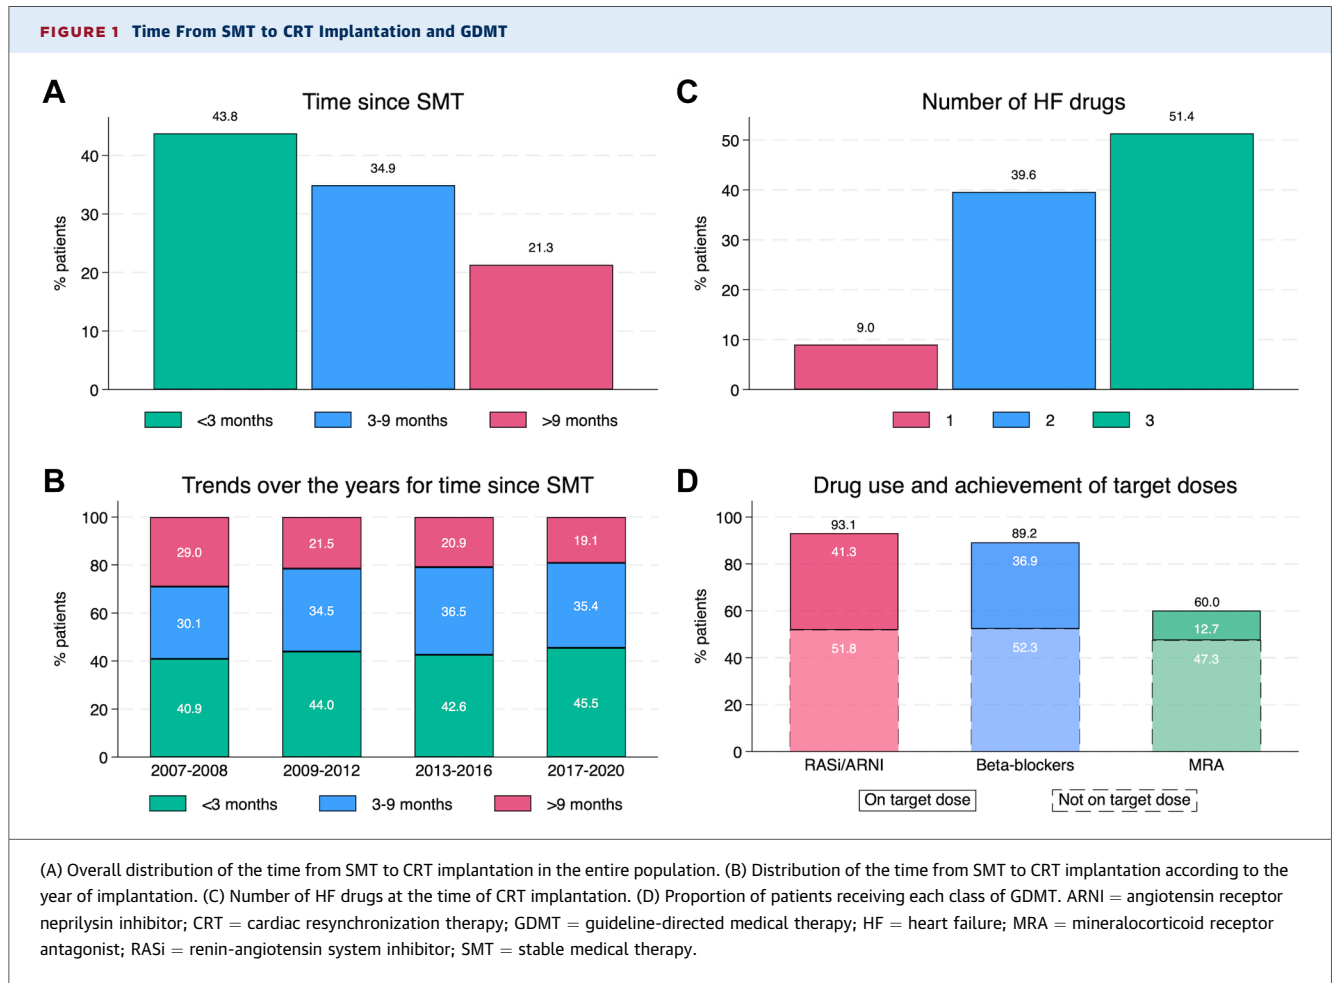 FIGURE 1 Time From SMT to CRT Implantation and GDMT
A
Time since SMT
% patients
40
30
20
10
0
43.8
34.9
21.3
<3 months
3-9 months
>9 months
C
Number of HF drugs
% patients
50
40
30
20
10
0
9.0
39.6
51.4
1
2
3
B
Trends over the years for time since SMT
% patients
100
80
60
40
20
0
29.0
30.1
40.9
21.5
34.5
44.0
20.9
36.5
42.6
19.1
35.4
45.5
2007-2008
2009-2012
2013-2016
2017-2020
<3 months
3-9 months
>9 months
D
Drug use and achievement of target doses
% patients
100
80
60
40
20
0
93.1
41.3
51.8
89.2
36.9
52.3
60.0
12.7
47.3
RASi/ARNI
Beta-blockers
MRA
On target dose
Not on target dose
(A) Overall distribution of the time from SMT to CRT implantation in the entire population. (B) Distribution of the time from SMT to CRT implantation according to the
year of implantation. (C) Number of HF drugs at the time of CRT implantation. (D) Proportion of patients receiving each class of GDMT. ARNI = angiotensin receptor
neprilysin inhibitor; CRT = cardiac resynchronization therapy; GDMT = guideline-directed medical therapy; HF = heart failure; MRA = mineralocorticoid receptor
antagonist; RASi = renin-angiotensin system inhibitor; SMT = stable medical therapy.